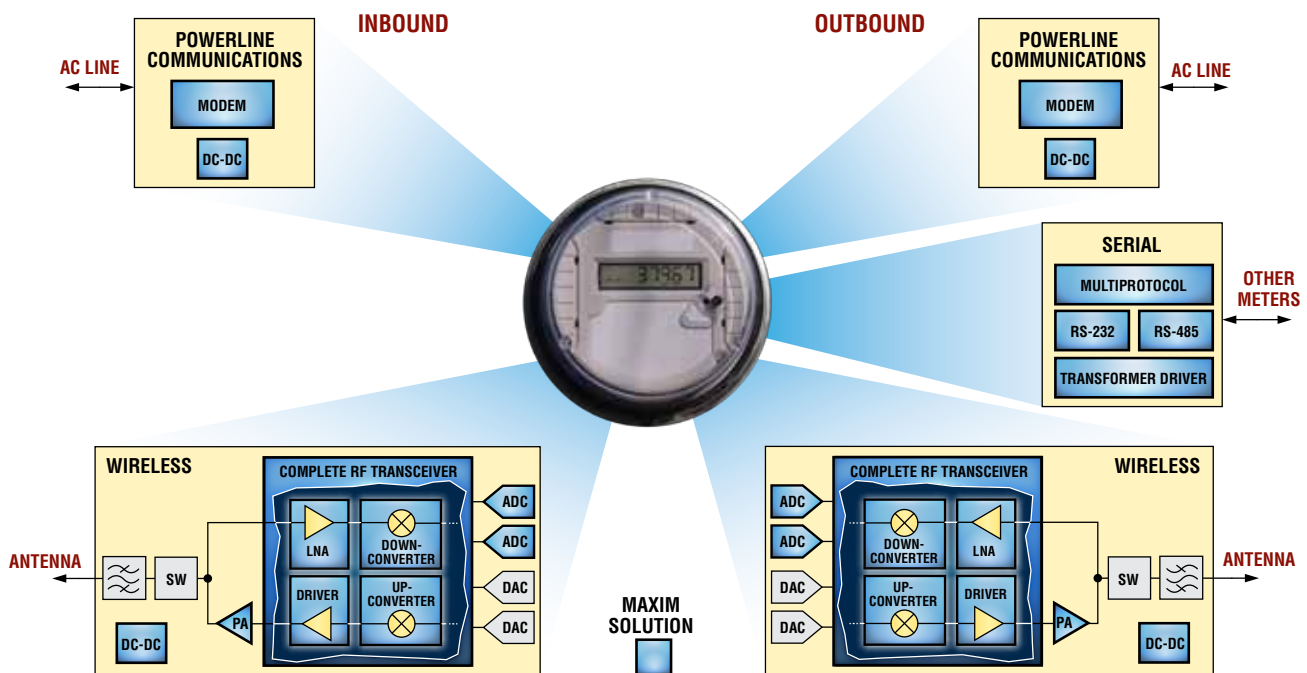 INBOUND
OUTBOUND
POWERLINE
COMMUNICATIONS
MODEM
DC-DC
AC LINE
POWERLINE
COMMUNICATIONS
MODEM
DC-DC
AC LINE
37967
SERIAL
MULTIPROTOCOL
RS-232
RS-485
TRANSFORMER DRIVER
OTHER
METERS
WIRELESS
COMPLETE RF TRANSCEIVER
LNA
DOWN-
CONVERTER
DRIVER
UP-
CONVERTER
ADC
ADC
DAC
DAC
ANTENNA
SW
PA
DC-DC
MAXIM
SOLUTION
COMPLETE RF TRANSCEIVER
WIRELESS
ADC
ADC
DAC
DAC
DOWN-
CONVERTER
LNA
UP-
CONVERTER
DRIVER
PA
SW
ANTENNA
DC-DC